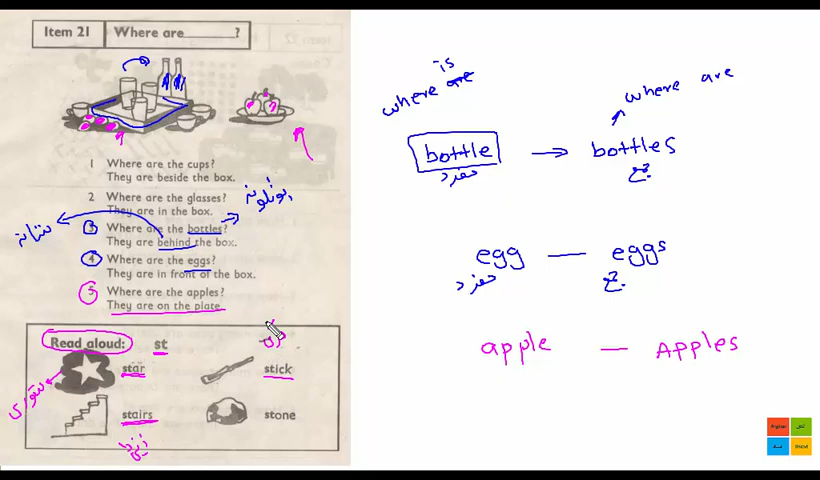 Item 21
Where are______?
1 Where are the cups?
They are beside the box.
2 Where are the glasses?
They are in the box.
3 Where are the bottles?
They are behind the box.
4 Where are the eggs?
They are in front of the box.
5 Where are the apples?
They are on the plate.
Read aloud: st
star
stick
stairs
stone
is
where are
where are
bottle → bottles
مفرد
جمع
egg — eggs
مفرد
جمع
apple — Apples